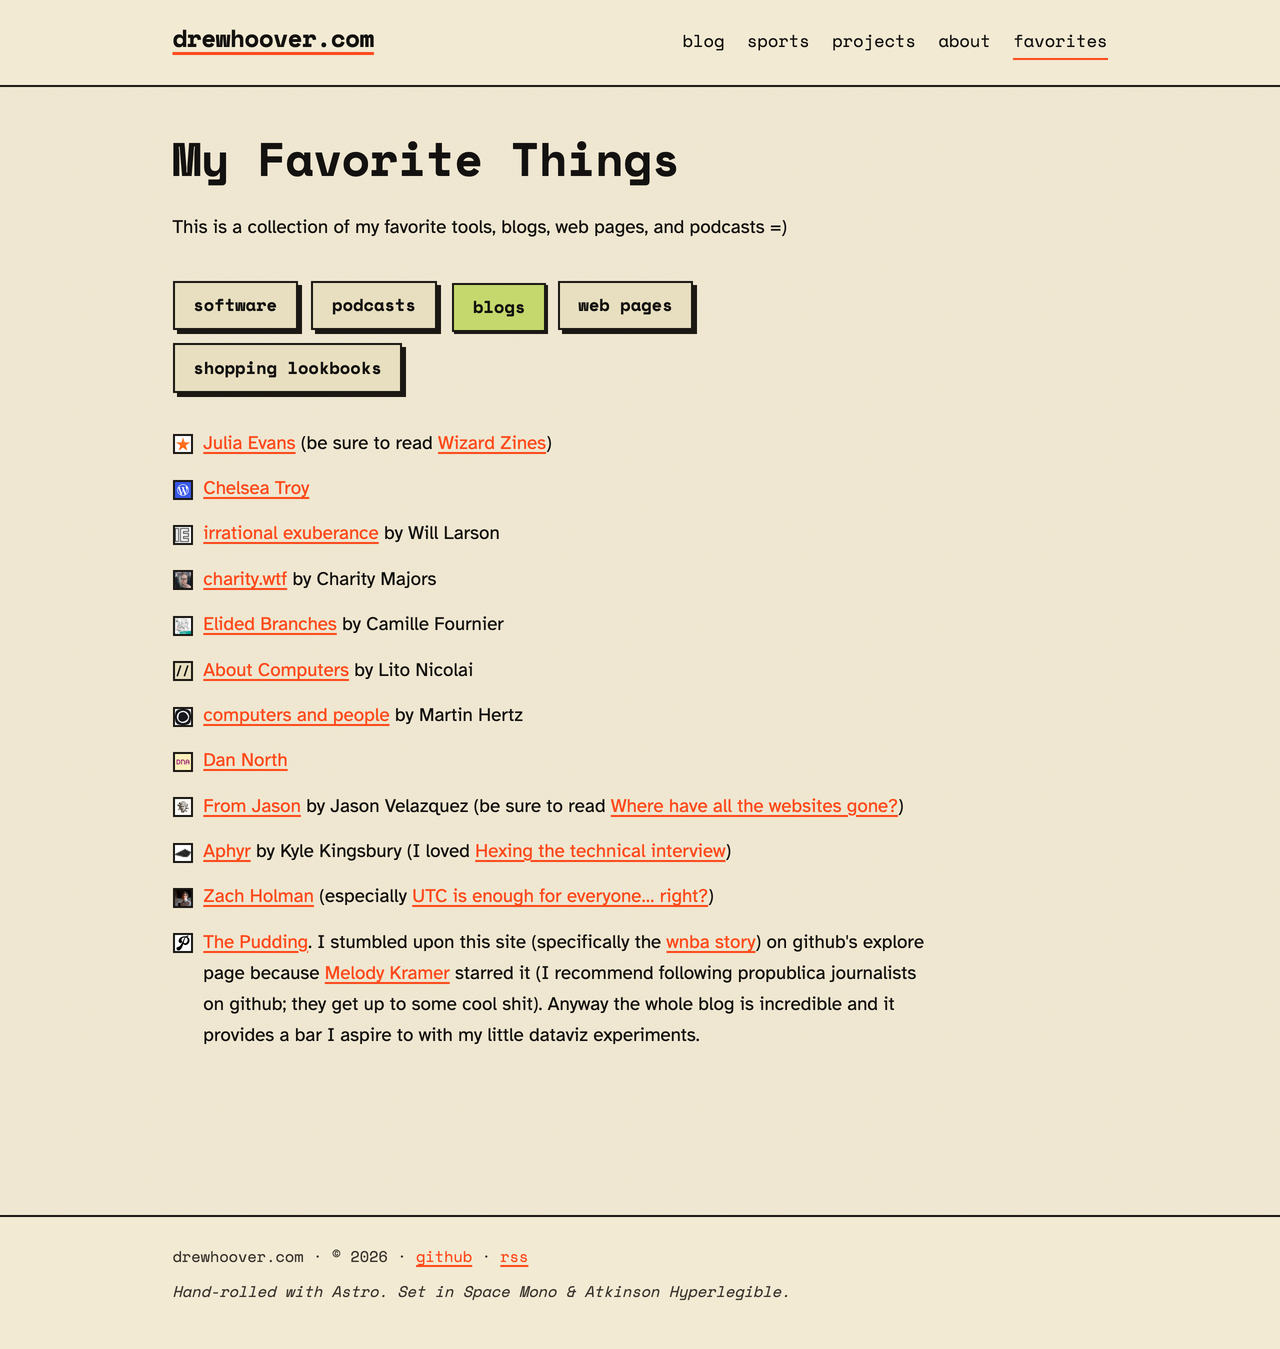 drewhoover.com
blog sports projects about favorites
My Favorite Things
This is a collection of my favorite tools, blogs, web pages, and podcasts =)
software podcasts blogs web pages
shopping lookbooks
Julia Evans (be sure to read Wizard Zines)
Chelsea Troy
irrational exuberance by Will Larson
charity.wtf by Charity Majors
Elided Branches by Camille Fournier
// About Computers by Lito Nicolai
computers and people by Martin Hertz
DNA Dan North
From Jason by Jason Velazquez (be sure to read Where have all the websites gone?)
Aphyr by Kyle Kingsbury (I loved Hexing the technical interview)
Zach Holman (especially UTC is enough for everyone... right?)
The Pudding. I stumbled upon this site (specifically the wnba story) on github's explore
page because Melody Kramer starred it (I recommend following propublica journalists
on github; they get up to some cool shit). Anyway the whole blog is incredible and it
provides a bar I aspire to with my little dataviz experiments.
drewhoover.com · © 2026 · github · rss
Hand-rolled with Astro. Set in Space Mono & Atkinson Hyperlegible.